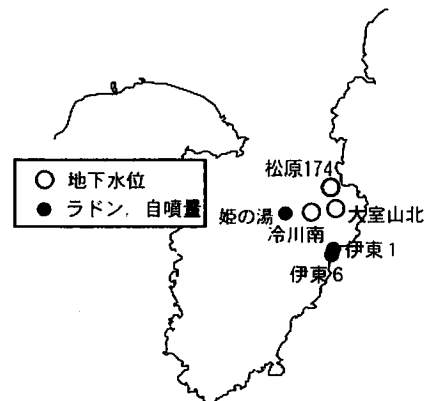 松原174
地下水位
ラドン, 自噴量
姫の湯
大室山北
冷川南
伊東1
伊東6